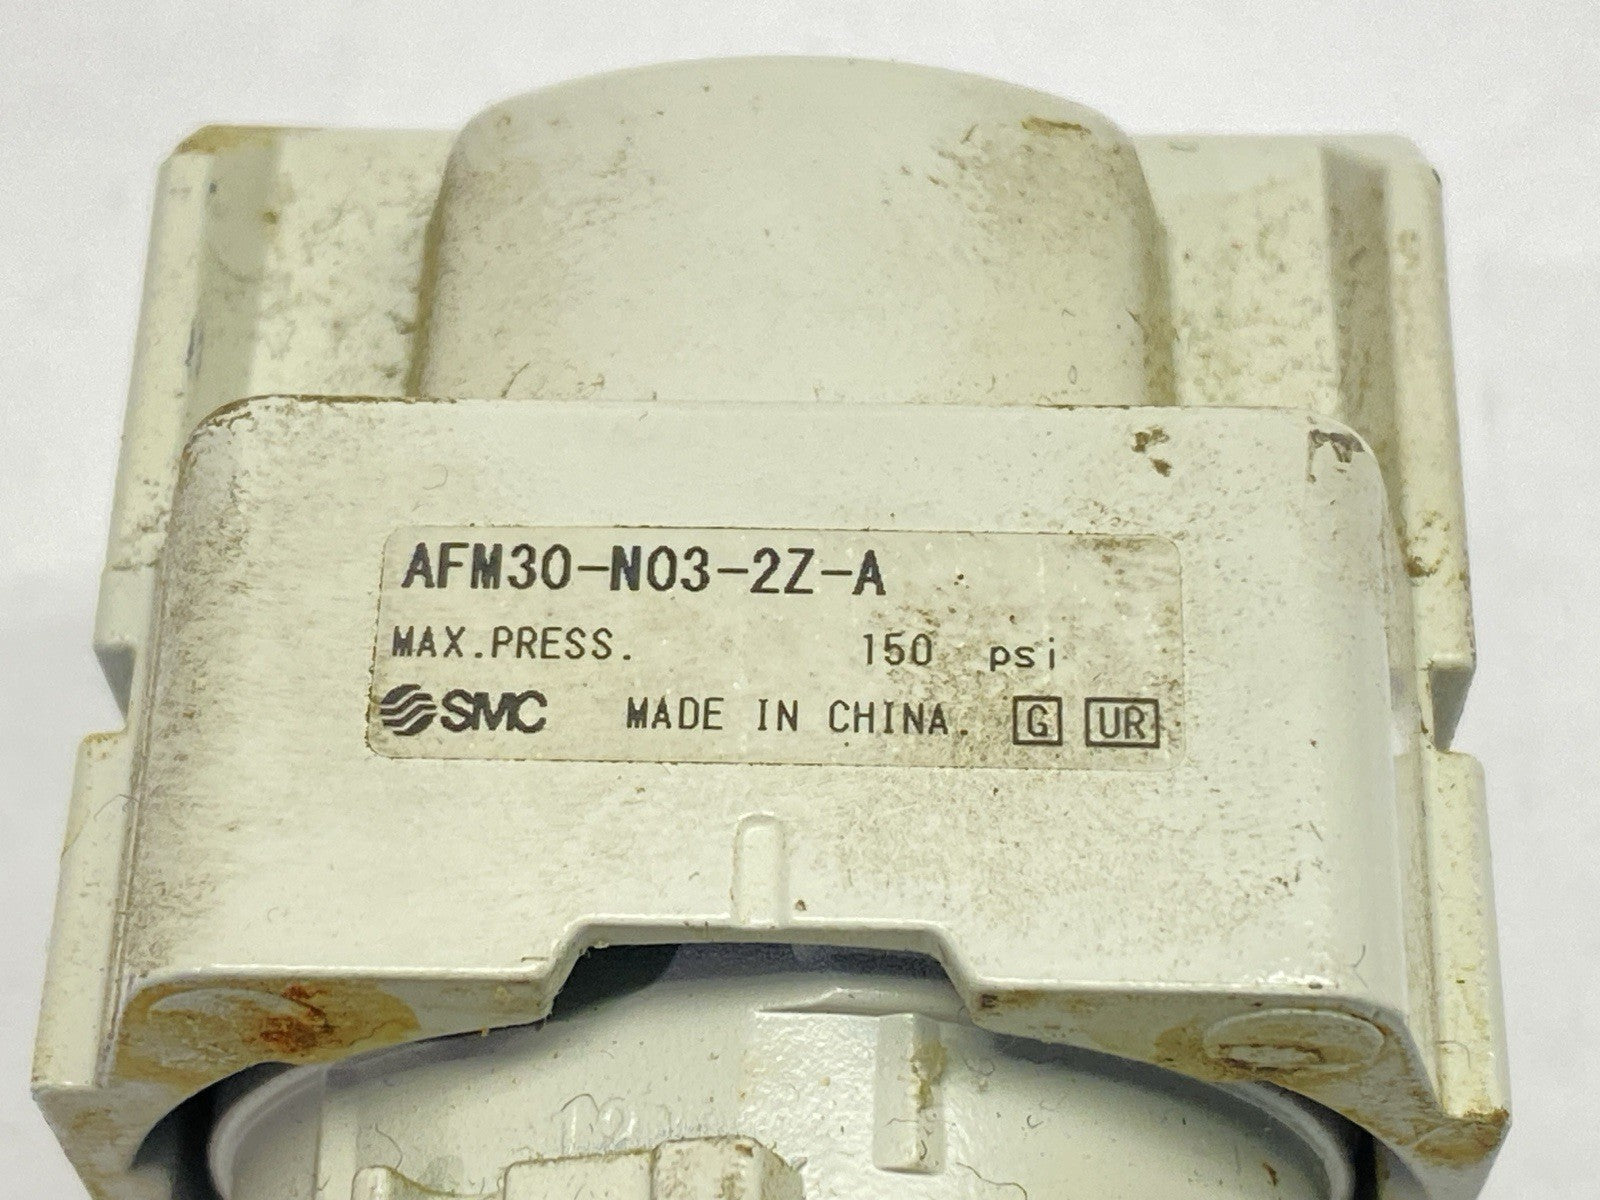 AFM30-N03-2Z-A
MAX.PRESS. 150 psi
SMC MADE IN CHINA. G UR